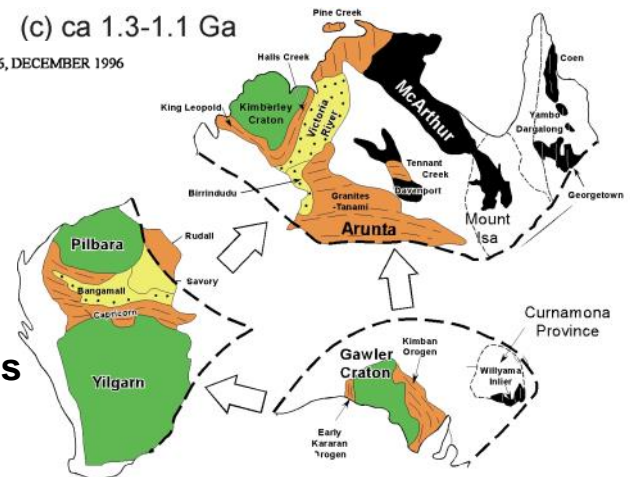 (c) ca 1.3-1.1 Ga
6, DECEMBER 1996
Pine Creek
Halls Creek
Coen
King Leopold
Kimberley
Craton
Victoria
River
McArthur
Yambo
Dargalong
Tennant
Creek
Davenport
Birrindudu
Granites
-Tanami
Georgetown
Mount
Isa
Arunta
Rudall
Pilbara
Savory
Bangamall
Capricorn
Curnamona
Province
Kimban
Orogen
Gawler
Craton
Willyama
Inlier
s
Yilgarn
Early
Kararan
Orogen